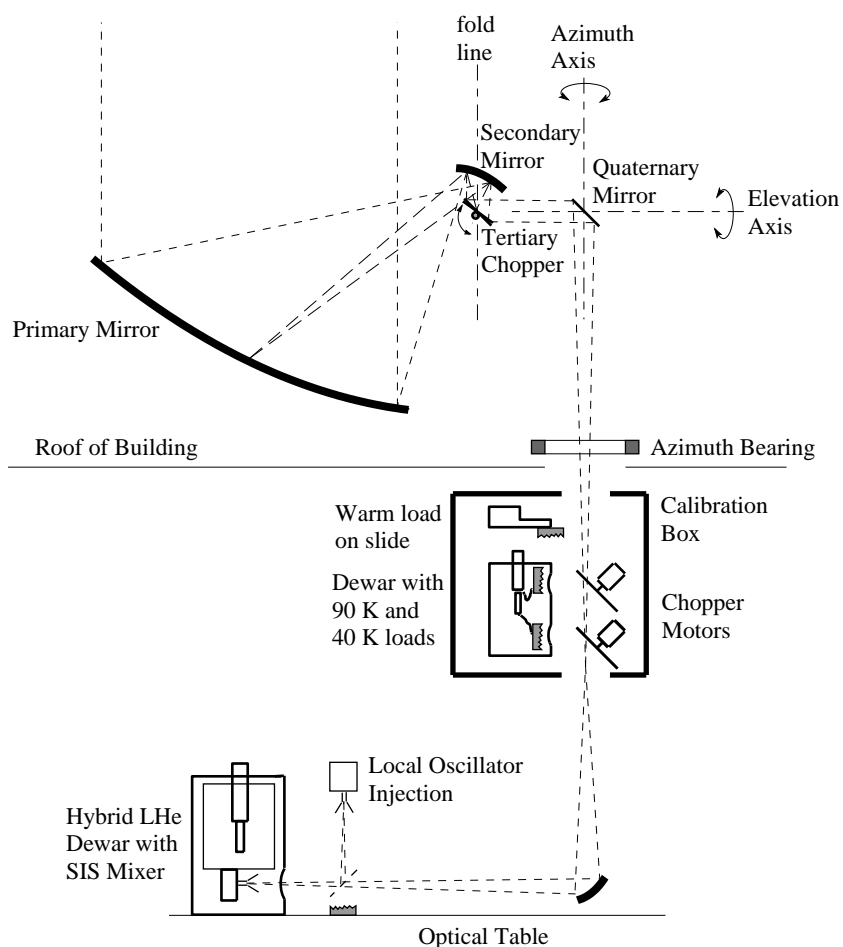 fold
line
Azimuth
Axis
Secondary
Mirror
Quaternary
Mirror
Elevation
Axis
Tertiary
Chopper
Primary Mirror
Roof of Building
Azimuth Bearing
Warm load
on slide
Calibration
Box
Dewar with
90 K and
40 K loads
Chopper
Motors
Local Oscillator
Injection
Hybrid LHe
Dewar with
SIS Mixer
Optical Table